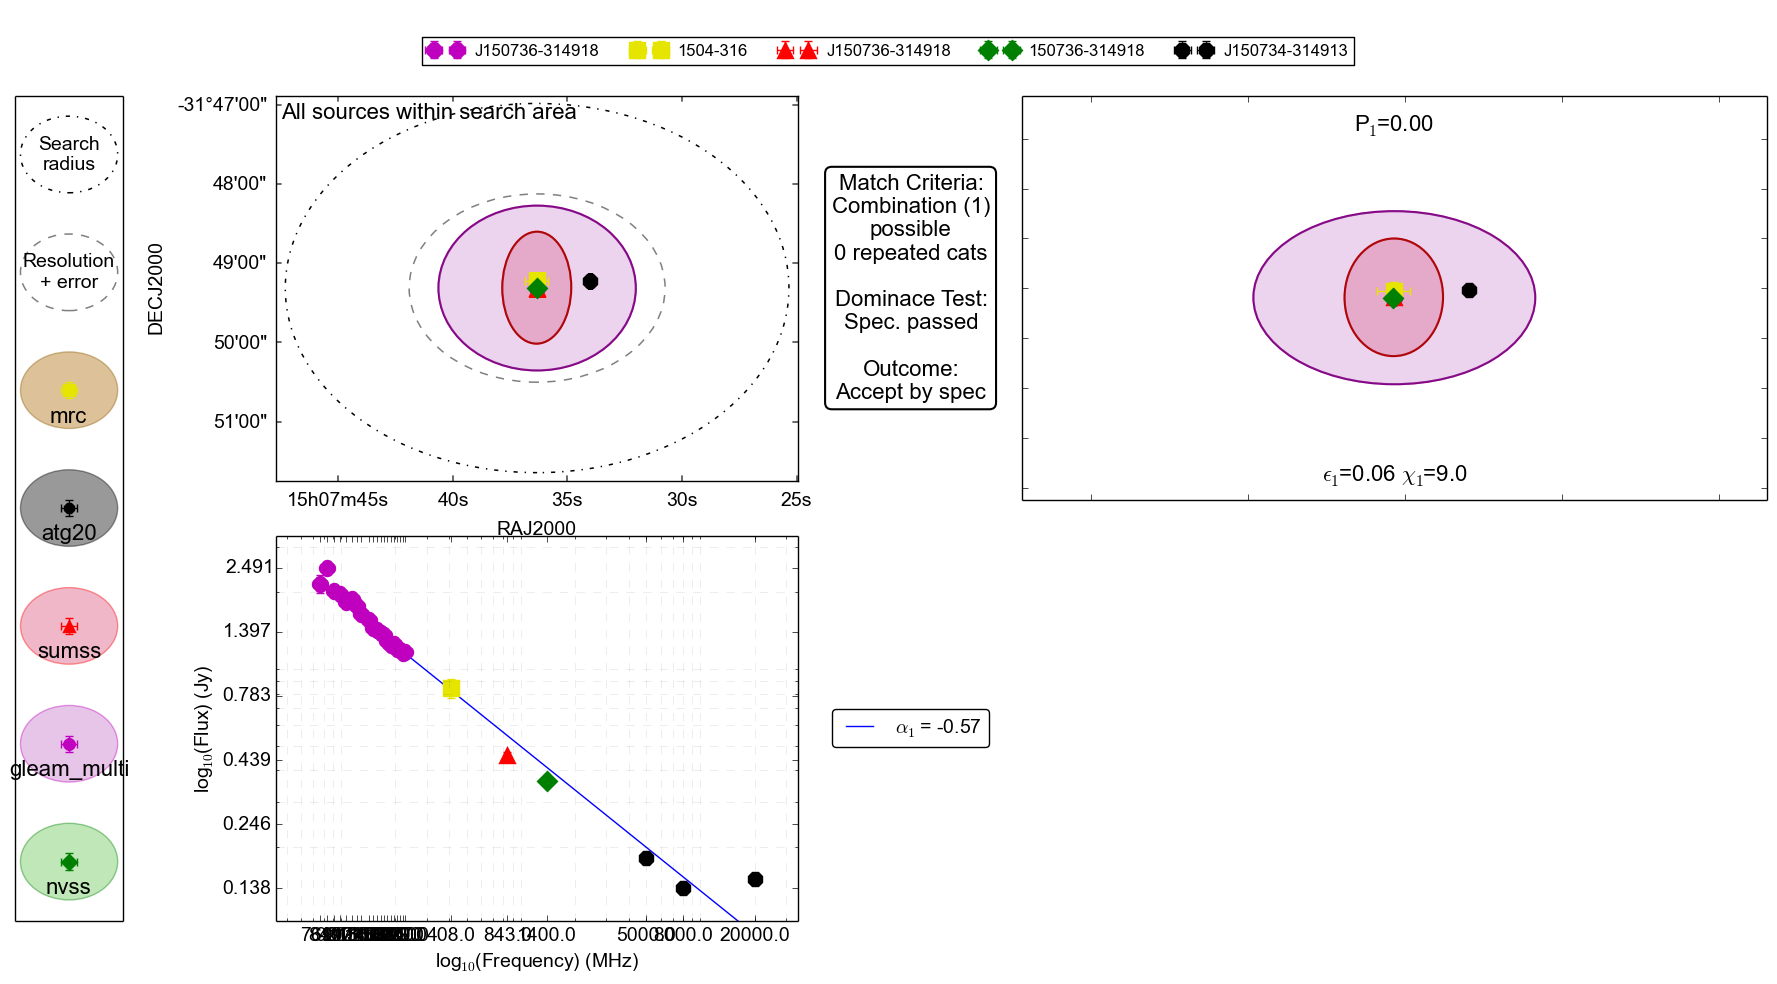 J150736-314918
1504-316
J150736-314918
150736-314918
J150734-314913
Search
radius
Resolution
+ error
mrc
atg20
sumss
gleam_multi
nvss
All sources within search area
-31°47'00"
48'00"
49'00"
50'00"
51'00"
DECJ2000
15h07m45s
40s
35s
30s
25s
RAJ2000
Match Criteria:
Combination (1)
possible
0 repeated cats
Dominace Test:
Spec. passed
Outcome:
Accept by spec
P1=0.00
ϵ1=0.06 χ1=9.0
2.491
1.397
0.783
0.439
0.246
0.138
log10(Flux) (Jy)
408.0
843.0
1400.0
5000.0
8000.0
20000.0
log10(Frequency) (MHz)
α1 = -0.57